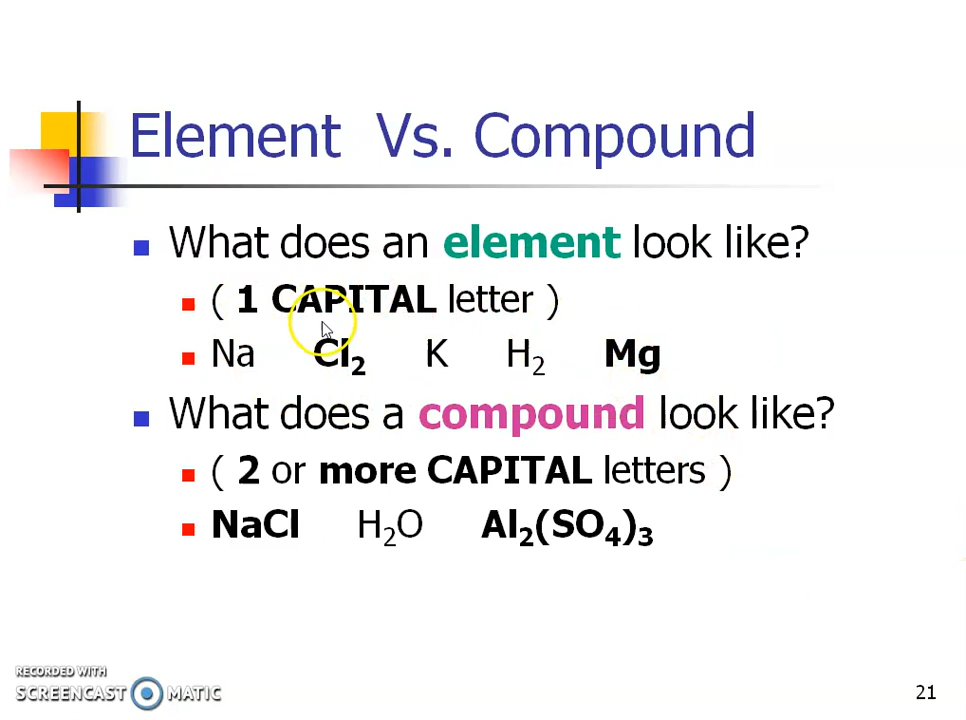 Element Vs. Compound
What does an element look like?
( 1 CAPITAL letter )
Na Cl₂ K H₂ Mg
What does a compound look like?
( 2 or more CAPITAL letters )
NaCl H₂O Al₂(SO₄)₃
RECORDED WITH
SCREENCAST MATIC
21